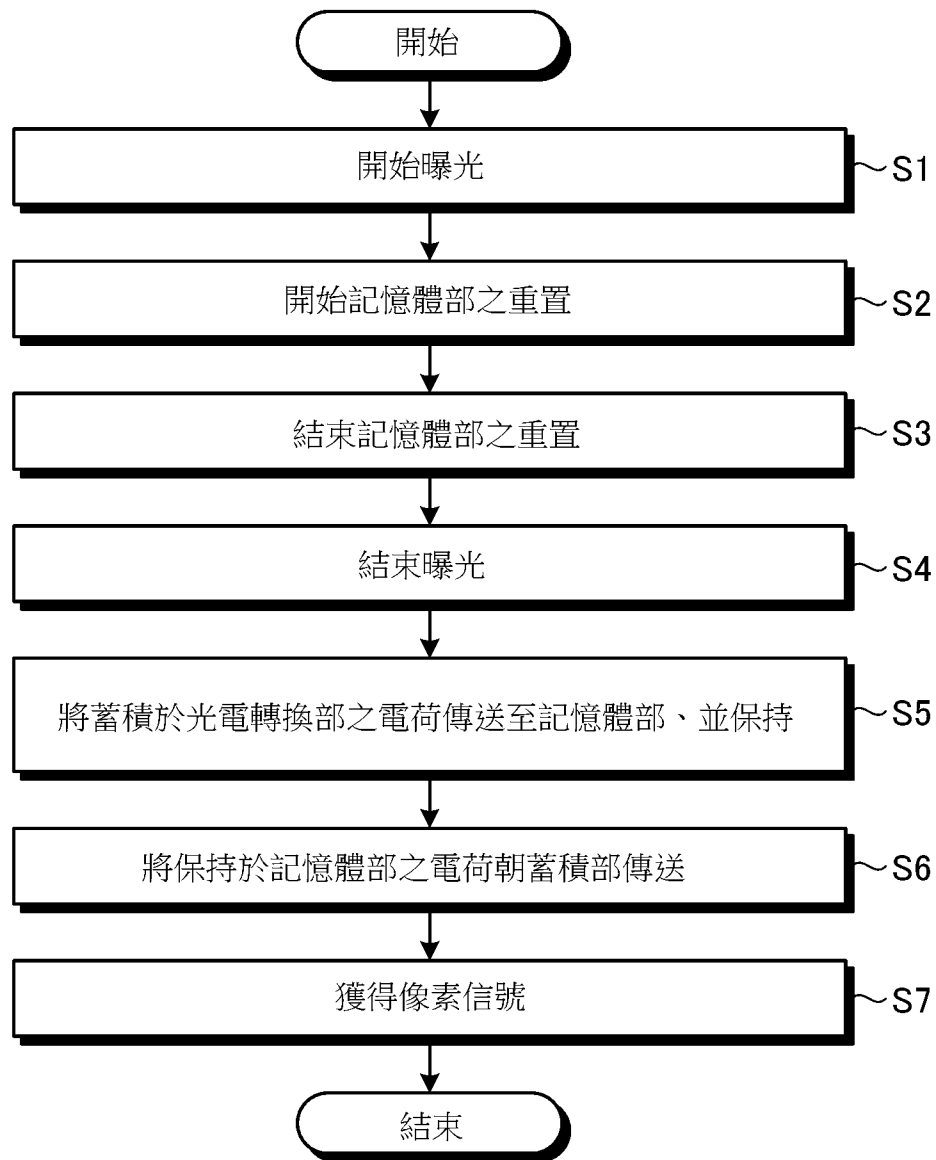 開始
開始曝光
S1
開始記憶體部之重置
S2
結束記憶體部之重置
S3
結束曝光
S4
將蓄積於光電轉換部之電荷傳送至記憶體部、並保持
S5
將保持於記憶體部之電荷朝蓄積部傳送
S6
獲得像素信號
S7
結束